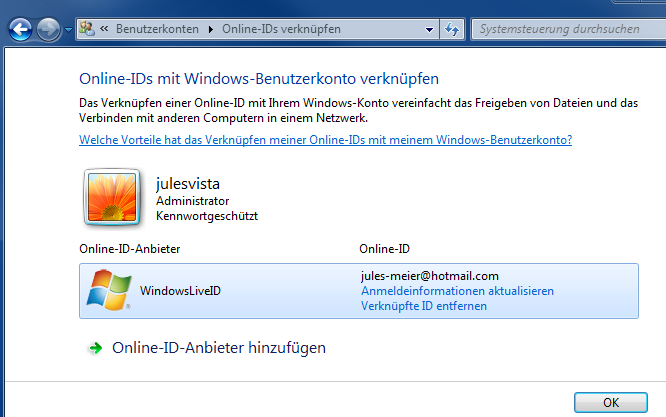 « Benutzerkonten Online-IDs verknüpfen Systemsteuerung durchsuchen
Online-IDs mit Windows-Benutzerkonto verknüpfen
Das Verknüpfen einer Online-ID mit Ihrem Windows-Konto vereinfacht das Freigeben von Dateien und das
Verbinden mit anderen Computern in einem Netzwerk.
Welche Vorteile hat das Verknüpfen meiner Online-IDs mit meinem Windows-Benutzerkonto?
julesvista
Administrator
Kennwortgeschützt
Online-ID-Anbieter Online-ID
WindowsLiveID
jules-meier@hotmail.com
Anmeldeinformationen aktualisieren
Verknüpfte ID entfernen
Online-ID-Anbieter hinzufügen
OK